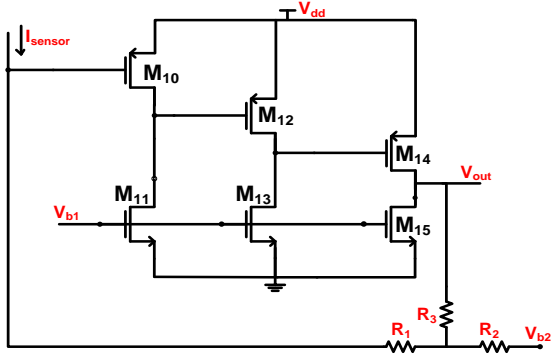 Isensor
Vdd
M10
M12
M14
Vout
M11
M13
M15
Vb1
R3
R1
R2
Vb2